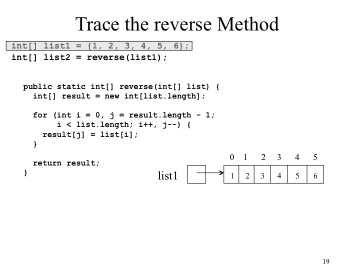 Trace the reverse Method
int[] list1 = {1, 2, 3, 4, 5, 6};
int[] list2 = reverse(list1);
public static int[] reverse(int[] list) {
int[] result = new int[list.length];
for (int i = 0, j = result.length - 1;
i < list.length; i++, j--) {
result[j] = list[i];
}
return result;
}
0 1 2 3 4 5
list1
1 2 3 4 5 6
19